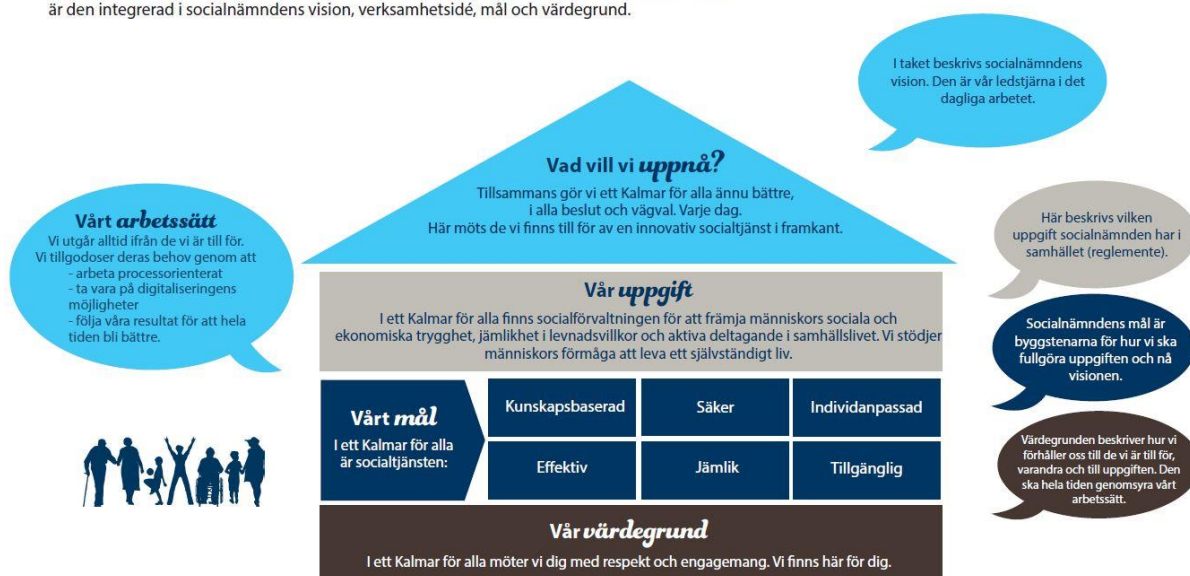 är den integrerad i socialnämndens vision, verksamhetsidé, mål och värdegrund.
I taket beskrivs socialnämndens
vision. Den är vår ledstjärna i det
dagliga arbetet.
Vad vill vi uppnå?
Tillsammans gör vi ett Kalmar för alla ännu bättre,
i alla beslut och vägval. Varje dag.
Här möts de vi finns till för av en innovativ socialtjänst i framkant.
Vårt arbetssätt
Vi utgår alltid ifrån de vi är till för.
Vi tillgodoser deras behov genom att
- arbeta processorienterat
- ta vara på digitaliseringens
möjligheter
- följa våra resultat för att hela
tiden bli bättre.
Här beskrivs vilken
uppgift socialnämnden har i
samhället (reglemente).
Vår uppgift
I ett Kalmar för alla finns socialförvaltningen för att främja människors sociala och
ekonomiska trygghet, jämlikhet i levnadsvillkor och aktiva deltagande i samhällslivet. Vi stödjer
människors förmåga att leva ett självständigt liv.
Socialnämndens mål är
byggstenarna för hur vi ska
fullgöra uppgiften och nå
visionen.
Vårt mål
I ett Kalmar för alla
är socialtjänsten:
Kunskapsbaserad
Säker
Individanpassad
Effektiv
Jämlik
Tillgänglig
Värdegrunden beskriver hur vi
förhåller oss till de vi är till för,
varandra och till uppgiften. Den
ska hela tiden genomsyra vårt
arbetssätt.
Vår värdegrund
I ett Kalmar för alla möter vi dig med respekt och engagemang. Vi finns här för dig.